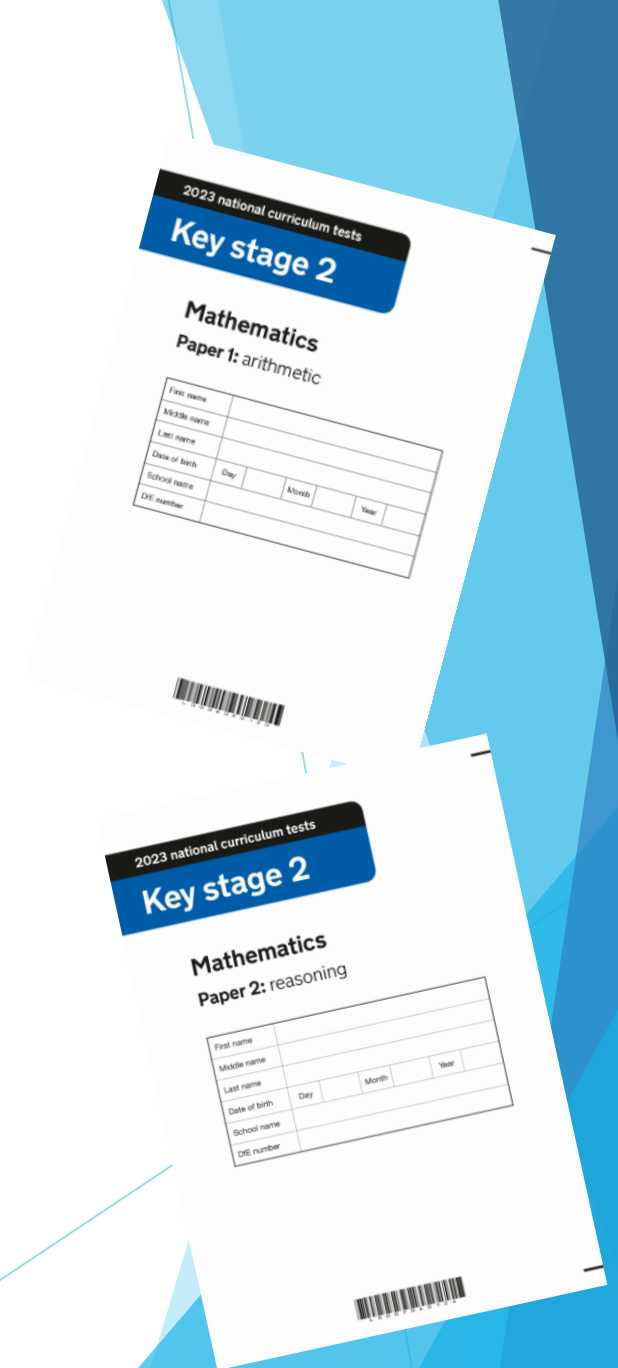 2023 national curriculum tests
Key stage 2
Mathematics
Paper 1: arithmetic
First name
Middle name
Last name
Date of birth Day Month Year
School name
DfE number
2023 national curriculum tests
Key stage 2
Mathematics
Paper 2: reasoning
First name
Middle name
Last name
Date of birth Day Month Year
School name
DfE number